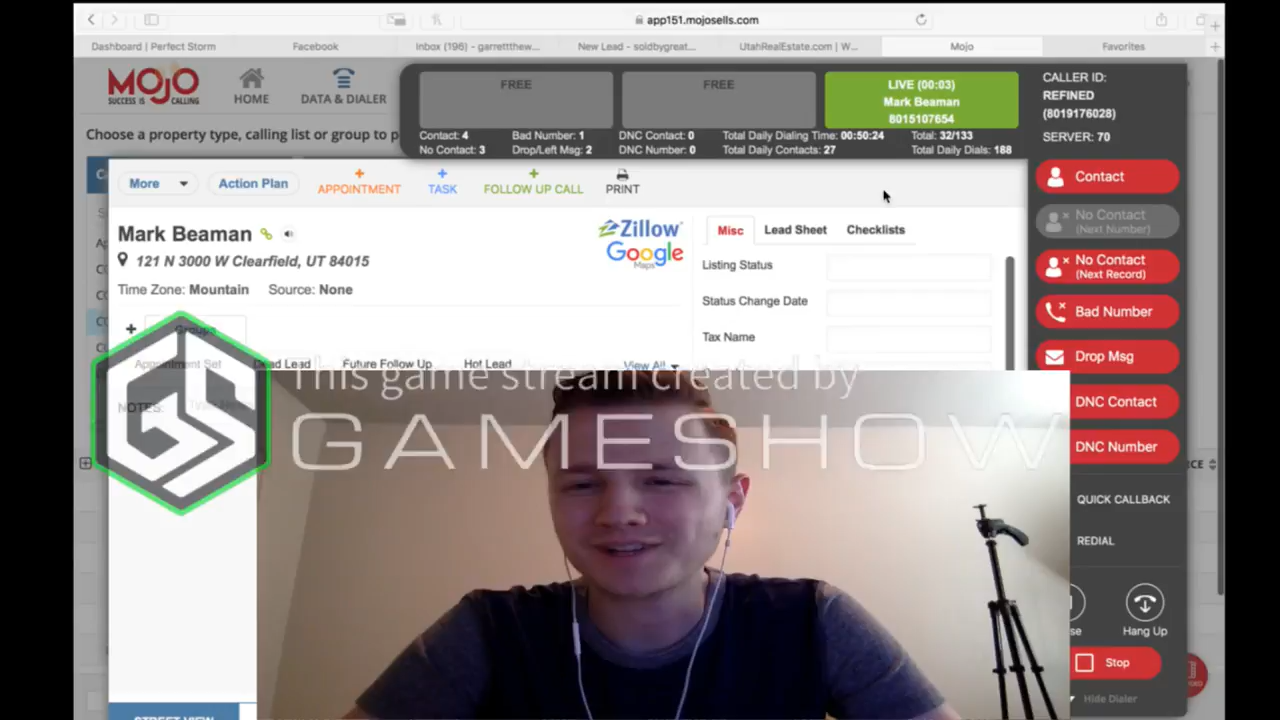 app151.mojosells.com
Dashboard | Perfect Storm
Facebook
Inbox (196) – garrettthew...
New Lead - soldbygreat...
UtahRealEstate.com | W...
Mojo
Favorites
MOJO
SUCCESS IS CALLING
HOME
DATA & DIALER
Choose a property type, calling list or group to p
FREE
FREE
LIVE (00:03)
Mark Beaman
8015107654
Contact: 4
Bad Number: 1
DNC Contact: 0
Total Daily Dialing Time: 00:50:24
Total: 32/133
No Contact: 3
Drop/Left Msg: 2
DNC Number: 0
Total Daily Contacts: 27
Total Daily Dials: 188
CALLER ID:
REFINED
(8019176028)
SERVER: 70
More
Action Plan
APPOINTMENT
TASK
FOLLOW UP CALL
PRINT
Mark Beaman
121 N 3000 W Clearfield, UT 84015
Time Zone: Mountain Source: None
Zillow
Google
Maps
Misc
Lead Sheet
Checklists
Listing Status
Status Change Date
Tax Name
Groups
Appointment Set
Dead Lead
Future Follow Up
Hot Lead
View All
NOTES:
This game stream created by
GAMESHOW
Contact
No Contact
(Next Number)
No Contact
(Next Record)
Bad Number
Drop Msg
DNC Contact
DNC Number
RCE
QUICK CALLBACK
REDIAL
se
Hang Up
Stop
Hide Dialer
STREET VIEW